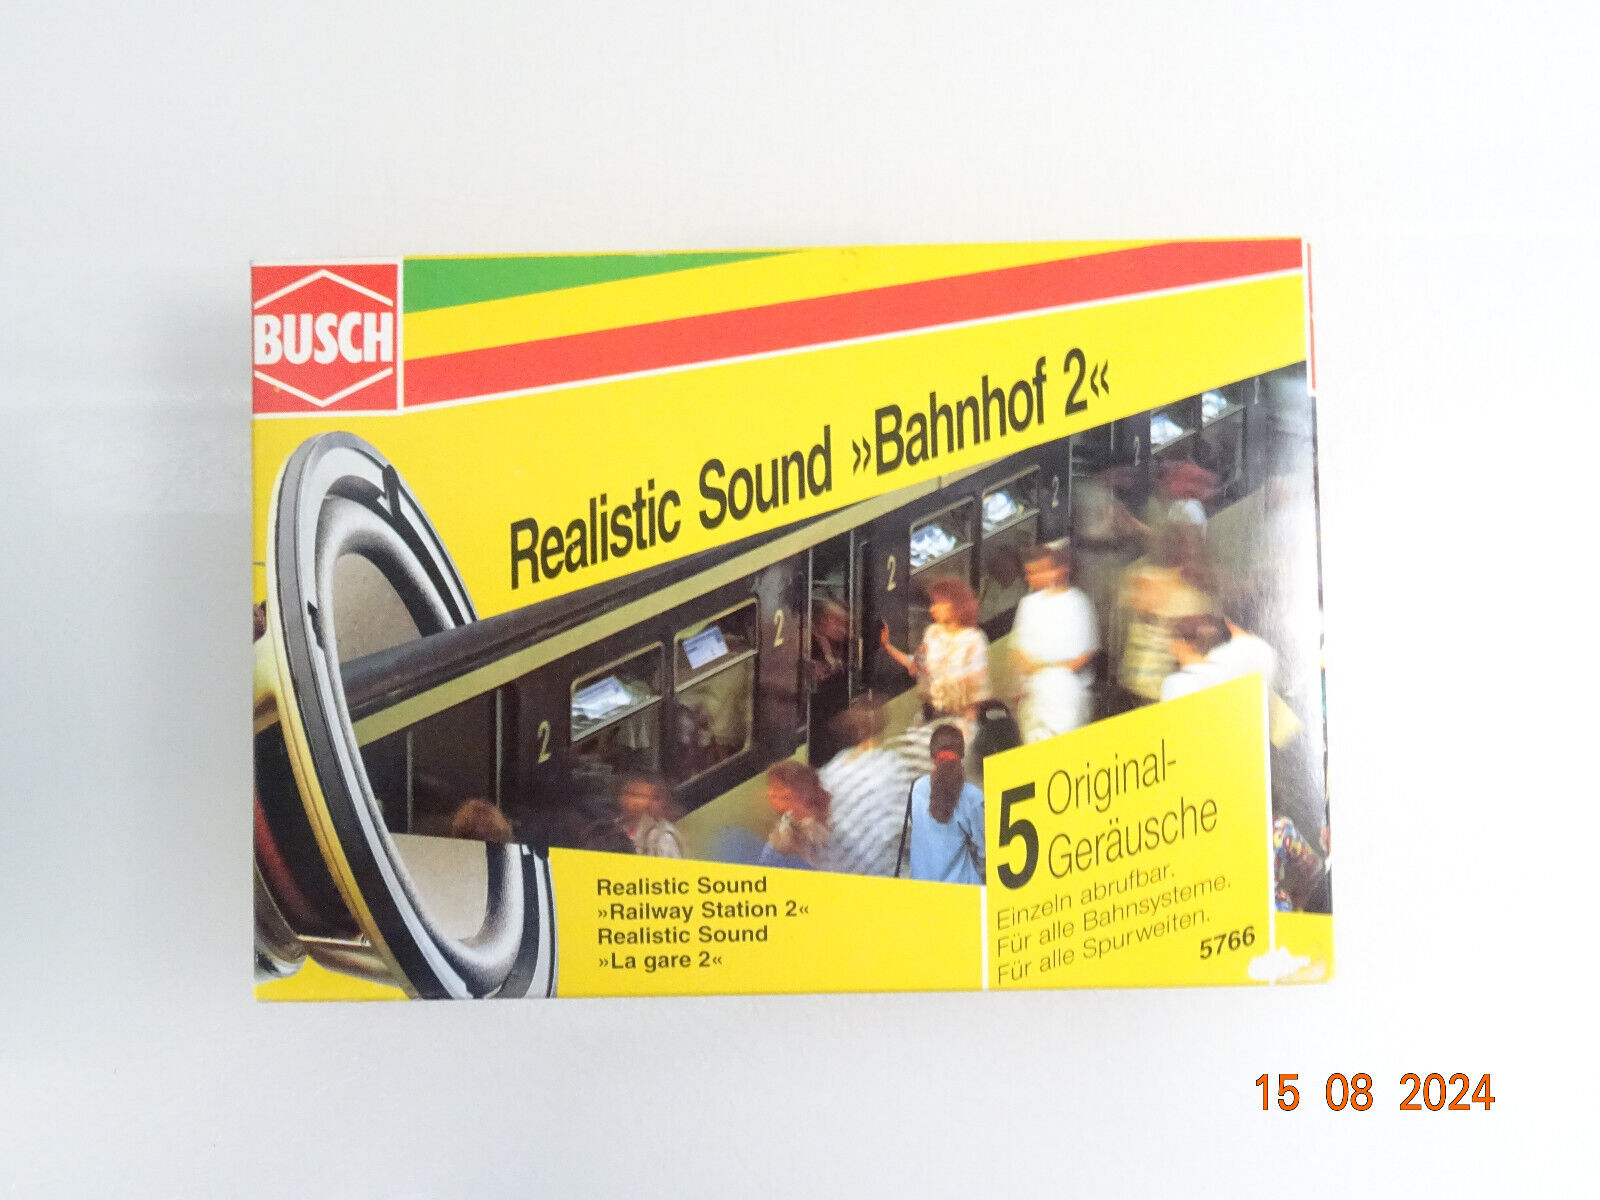 BUSCH
Realistic Sound »Bahnhof 2«
2
2
2
2
2
5 Original-
Geräusche
Einzeln abrufbar.
Für alle Bahnsysteme.
Für alle Spurweiten.
5766
Realistic Sound
»Railway Station 2«
Realistic Sound
»La gare 2«
15 08 2024